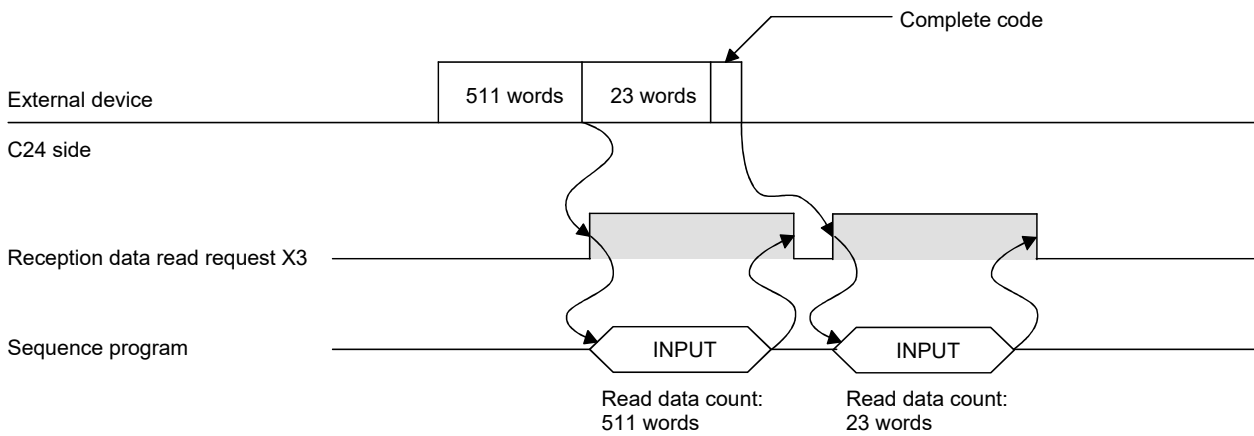 Complete code
External device
511 words
23 words
C24 side
Reception data read request X3
Sequence program
INPUT
INPUT
Read data count:
511 words
Read data count:
23 words